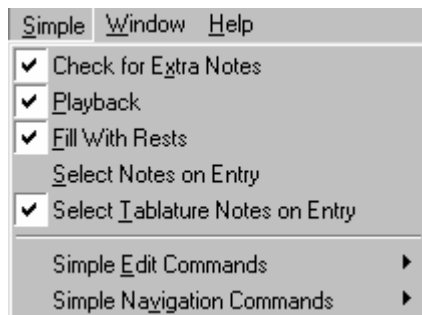 Simple Window Help
Check for Extra Notes
Playback
Fill With Rests
Select Notes on Entry
Select Tablature Notes on Entry
Simple Edit Commands
Simple Navigation Commands